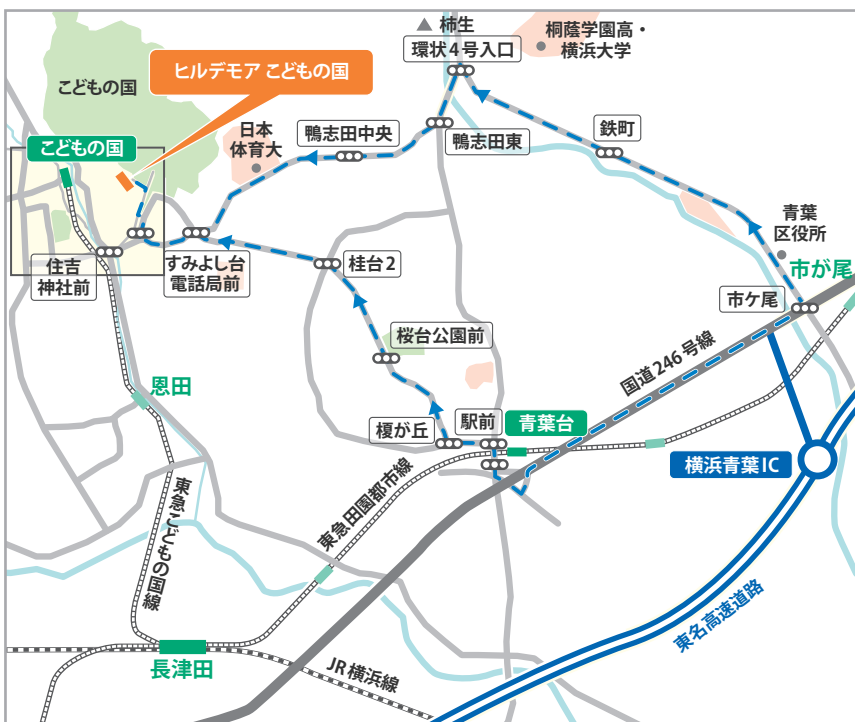 ▲ 柿生
桐蔭学園高・
横浜大学
環状4号入口
ヒルデモア こどもの国
こどもの国
日本
体育大
鴨志田中央
鴨志田東
鉄町
こどもの国
青葉
区役所
市が尾
住吉
神社前
すみよし台
電話局前
桂台2
市ケ尾
桜台公園前
国道246号線
恩田
榎が丘
駅前
青葉台
横浜青葉IC
東急田園都市線
東急こどもの国線
東名高速道路
長津田
JR横浜線